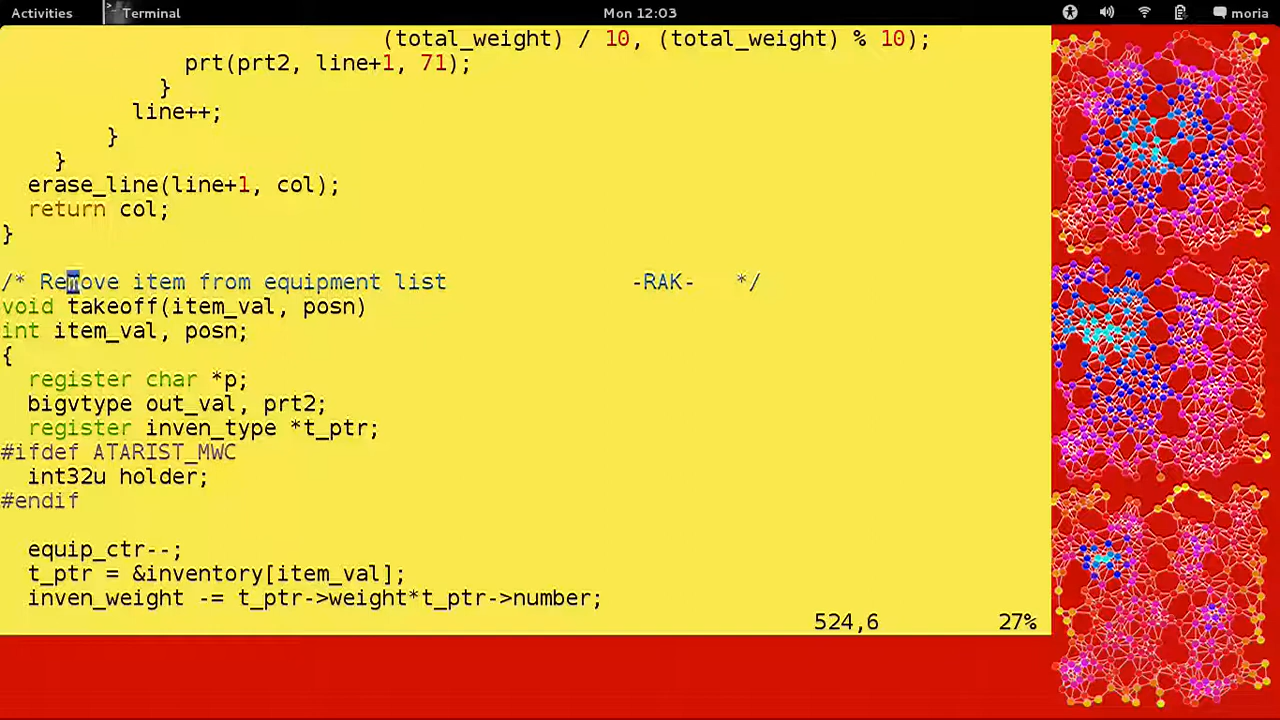 Activities Terminal Mon 12:03 moria
(total_weight) / 10, (total_weight) % 10);
prt(prt2, line+1, 71);
}
line++;
}
}
erase_line(line+1, col);
return col;
}
/* Remove item from equipment list -RAK- */
void takeoff(item_val, posn)
int item_val, posn;
{
register char *p;
bigvtype out_val, prt2;
register inven_type *t_ptr;
#ifdef ATARIST_MWC
int32u holder;
#endif
equip_ctr--;
t_ptr = &inventory[item_val];
inven_weight -= t_ptr->weight*t_ptr->number;
524,6 27%